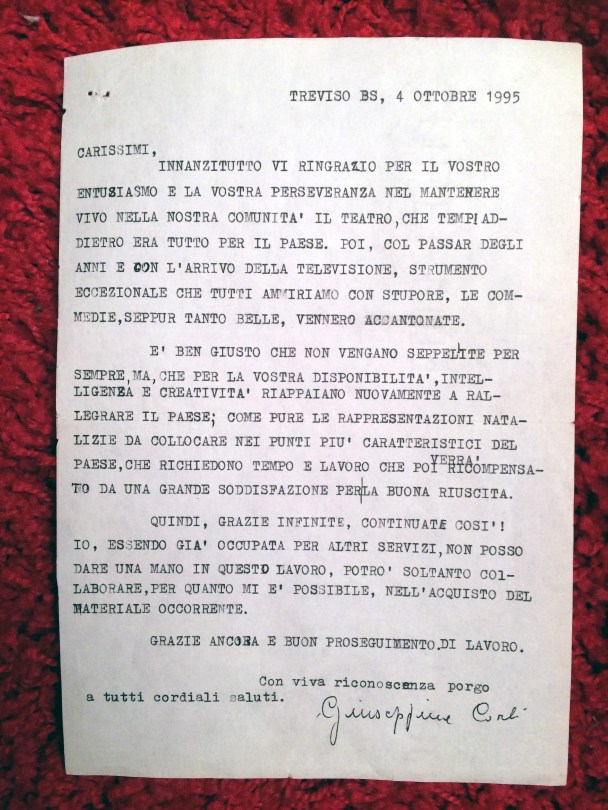 TREVISO BS, 4 OTTOBRE 1995
CARISSIMI,
INNANZITUTTO VI RINGRAZIO PER IL VOSTRO
ENTUSIASMO E LA VOSTRA PERSEVERANZA NEL MANTENERE
VIVO NELLA NOSTRA COMUNITA' IL TEATRO, CHE TEMPI AD-
DIETRO ERA TUTTO PER IL PAESE. POI, COL PASSAR DEGLI
ANNI E CON L'ARRIVO DELLA TELEVISIONE, STRUMENTO
ECCEZIONALE CHE TUTTI AMMIRIAMO CON STUPORE, LE COM-
MEDIE,SEPPUR TANTO BELLE, VENNERO ACCANTONATE.
E' BEN GIUSTO CHE NON VENGANO SEPPELITE PER
SEMPRE,MA,CHE PER LA VOSTRA DISPONIBILITA',INTEL-
LIGENZA E CREATIVITA' RIAPPAIANO NUOVAMENTE A RAL-
LEGRARE IL PAESE; COME PURE LE RAPPRESENTAZIONI NATA-
LIZIE DA COLLOCARE NEI PUNTI PIU' CARATTERISTICI DEL
PAESE,CHE RICHIEDONO TEMPO E LAVORO CHE POI VERRA' RICOMPENSA-
TO DA UNA GRANDE SODDISFAZIONE PER|LA BUONA RIUSCITA.
QUINDI, GRAZIE INFINITE, CONTINUATE COSI'!
IO, ESSENDO GIA' OCCUPATA PER ALTRI SERVIZI,NON POSSO
DARE UNA MANO IN QUESTO LAVORO, POTRO' SOLTANTO COl-
LABORARE,PER QUANTO MI E' POSSIBILE, NELL'ACQUISTO DEL
MATERIALE OCCORRENTE.
GRAZIE ANCORA E BUON PROSEGUIMENTO.DI LAVORO.
Con viva riconoscenza porgo
a tutti cordiali saluti.
Giuseppina Corli